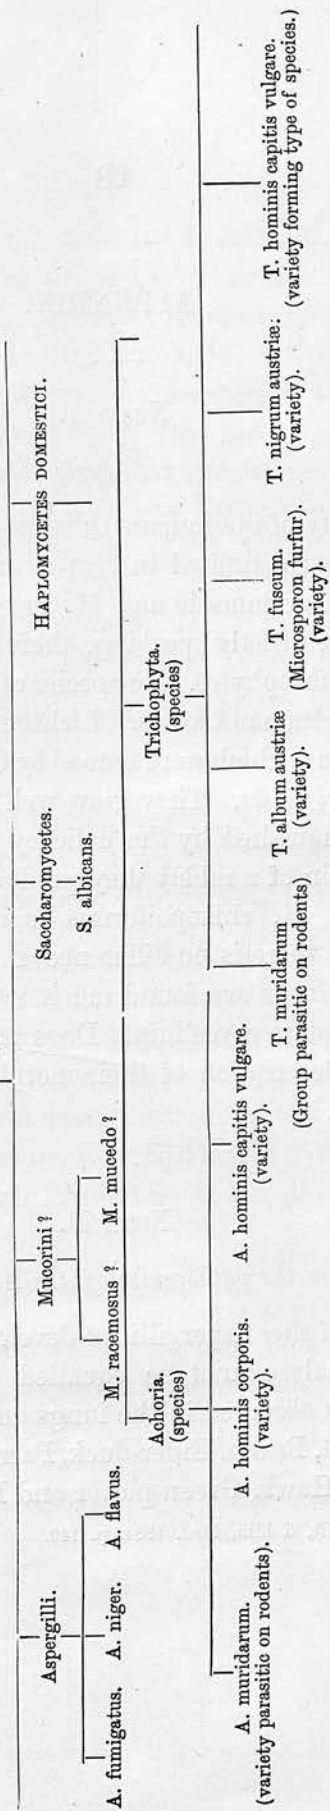 Aspergilli.
A. fumigatus.
A. niger.
A. flavus.
Mucorini ?
M. racemosus ?
M. mucedo ?
Saccharomycetes.
S. albicans.
HAPLOMYCETES DOMESTICI.
Achoria.
(species)
Trichophyta.
(species)
A. muridarum.
(variety parasitic on rodents).
A. hominis corporis.
(variety).
A. hominis capitis vulgare.
(variety).
T. muridarum
(Group parasitic on rodents)
T. album austriæ
(variety).
T. fuscum.
(Microsporon furfur).
(variety).
T. nigrum austriæ:
(variety).
T. hominis capitis vulgare.
(variety forming type of species.)